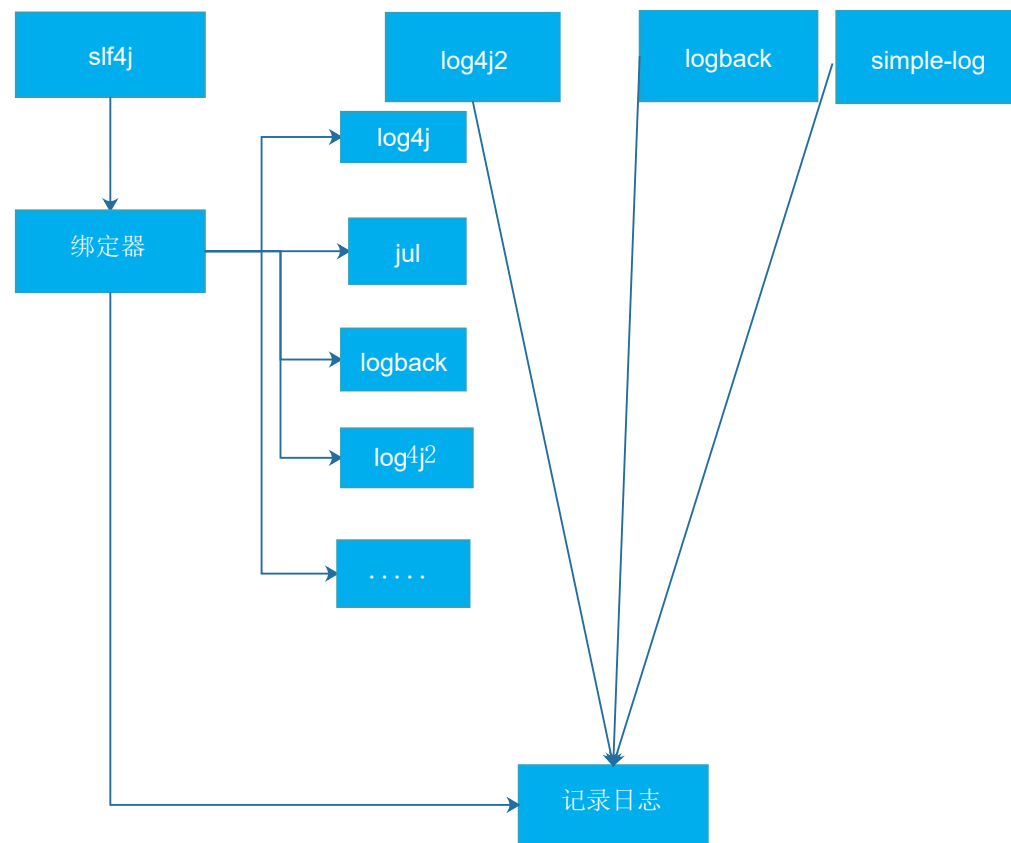 slf4j
log4j2
logback
simple-log
log4j
绑定器
jul
logback
log4j2
.....
记录日志